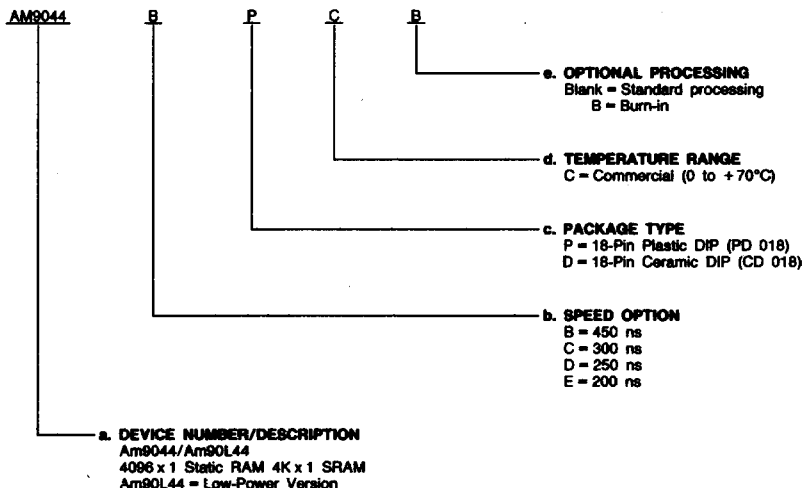 AM9044 B P C B
e. OPTIONAL PROCESSING
Blank = Standard processing
B = Burn-in
d. TEMPERATURE RANGE
C = Commercial (0 to +70°C)
c. PACKAGE TYPE
P = 18-Pin Plastic DIP (PD 018)
D = 18-Pin Ceramic DIP (CD 018)
b. SPEED OPTION
B = 450 ns
C = 300 ns
D = 250 ns
E = 200 ns
a. DEVICE NUMBER/DESCRIPTION
Am9044/Am90L44
4096 x 1 Static RAM 4K x 1 SRAM
Am90L44 = Low-Power Version